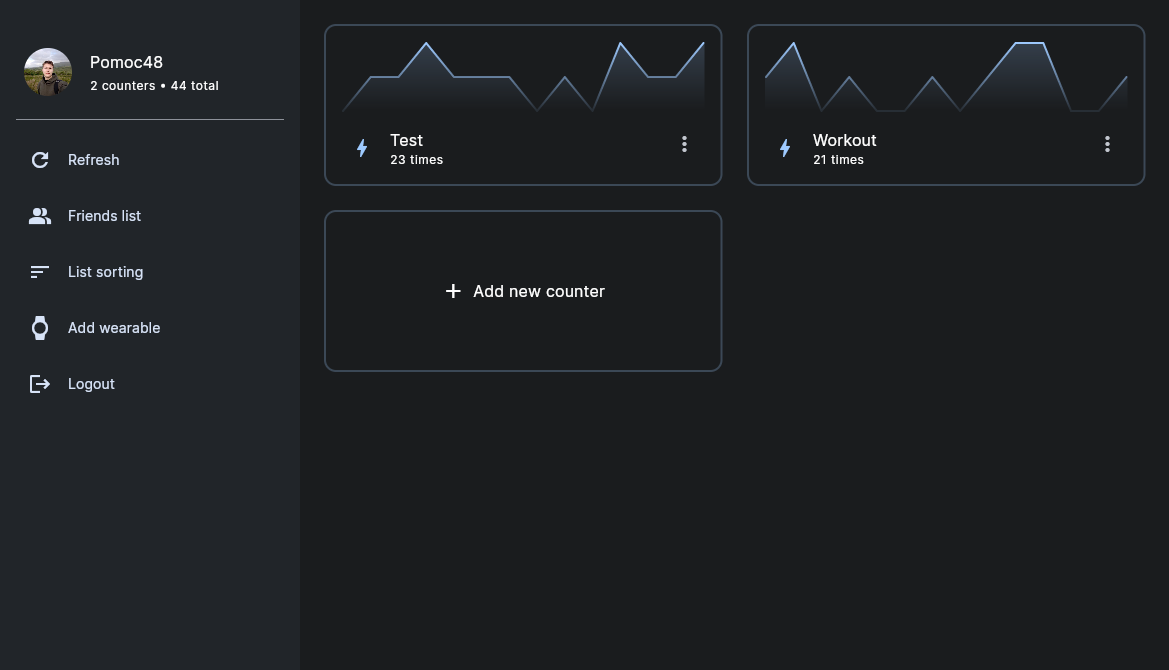 Pomoc48
2 counters • 44 total
Refresh
Friends list
List sorting
Add wearable
Logout
Test
23 times
Workout
21 times
Add new counter